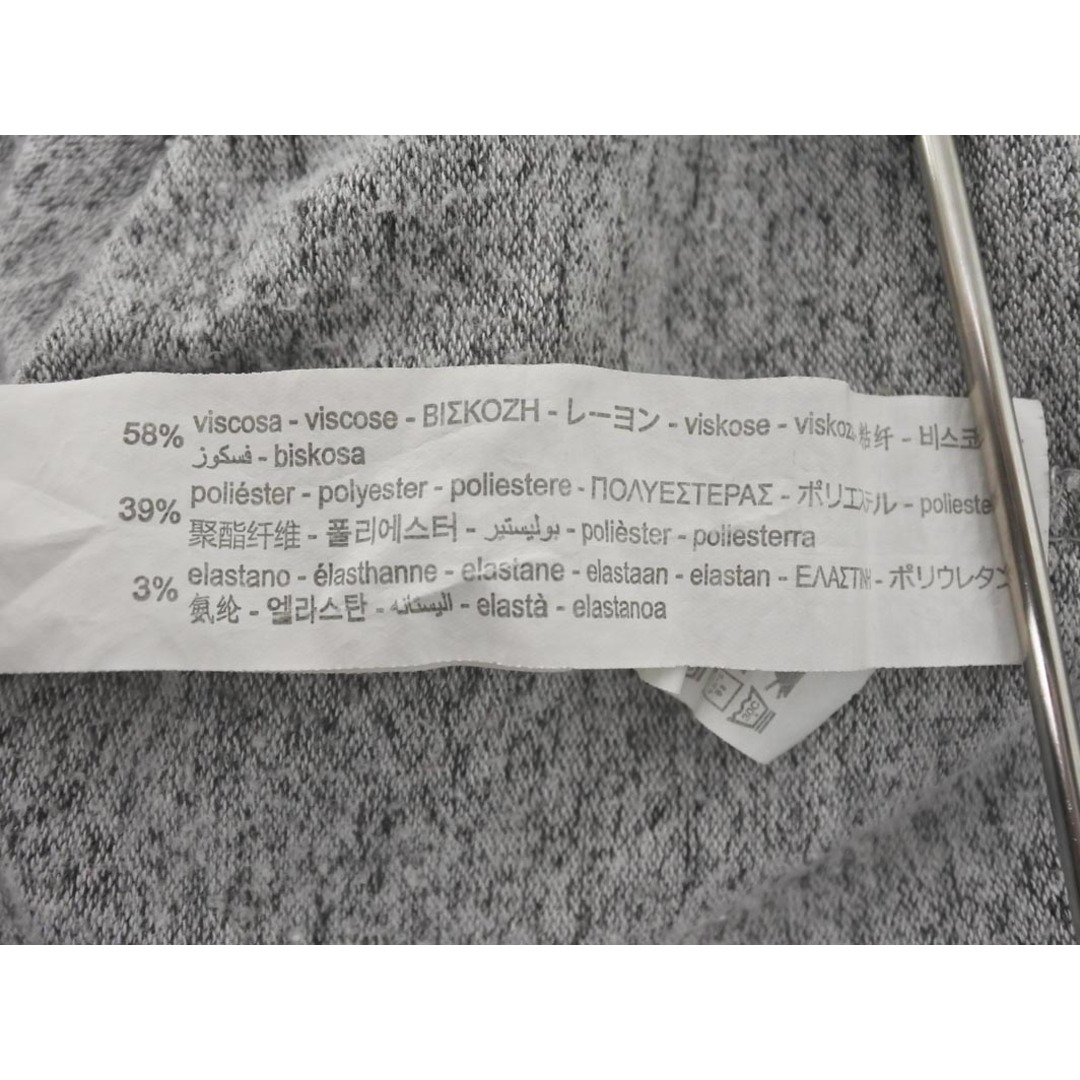 58% viscosa - viscose - ΒΙΣΚΟΖΗ - レーヨン - viskose - 粘纤 - 비스코
فسكوز - biskosa
39% poliéster - polyester - poliestere - ΠΟΛΥΕΣΤΕΡΑΣ - ポリエステル - polieste
聚酯纤维 - 폴리에스터 - بوليستير - polièster - poliesterra
3% elastano - élasthanne - elastane - elastaan - elastan - ΕΛΑΣΤΙΝΗ - ポリウレタン
氨纶 - 엘라스탄 - اليستانه - elastà - elastanoa
30C